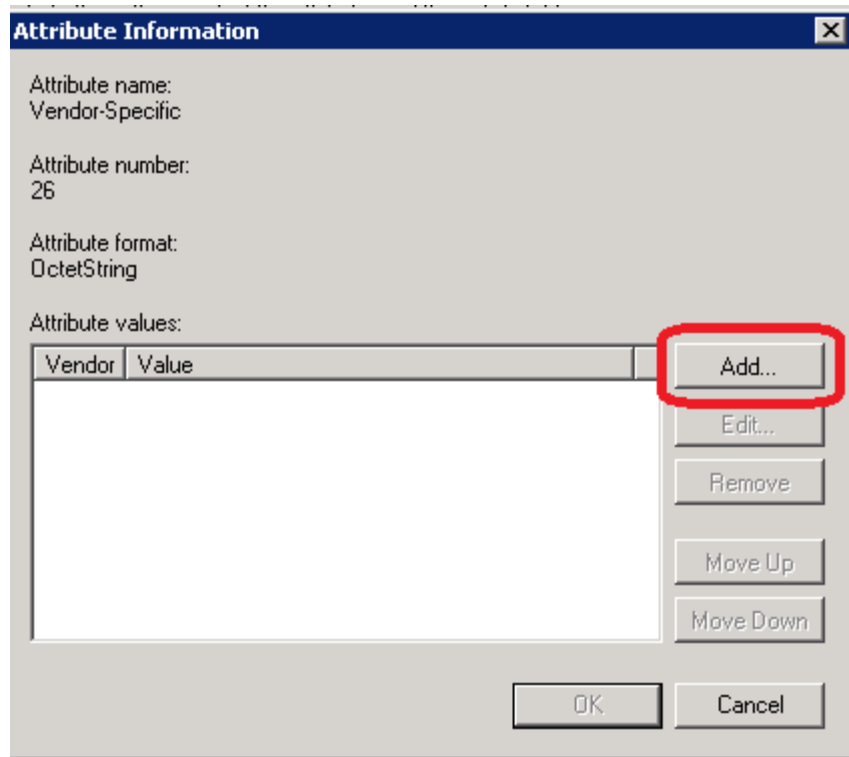 Attribute Information
Attribute name:
Vendor-Specific
Attribute number:
26
Attribute format:
OctetString
Attribute values:
Vendor Value
Add...
Edit...
Remove
Move Up
Move Down
OK Cancel